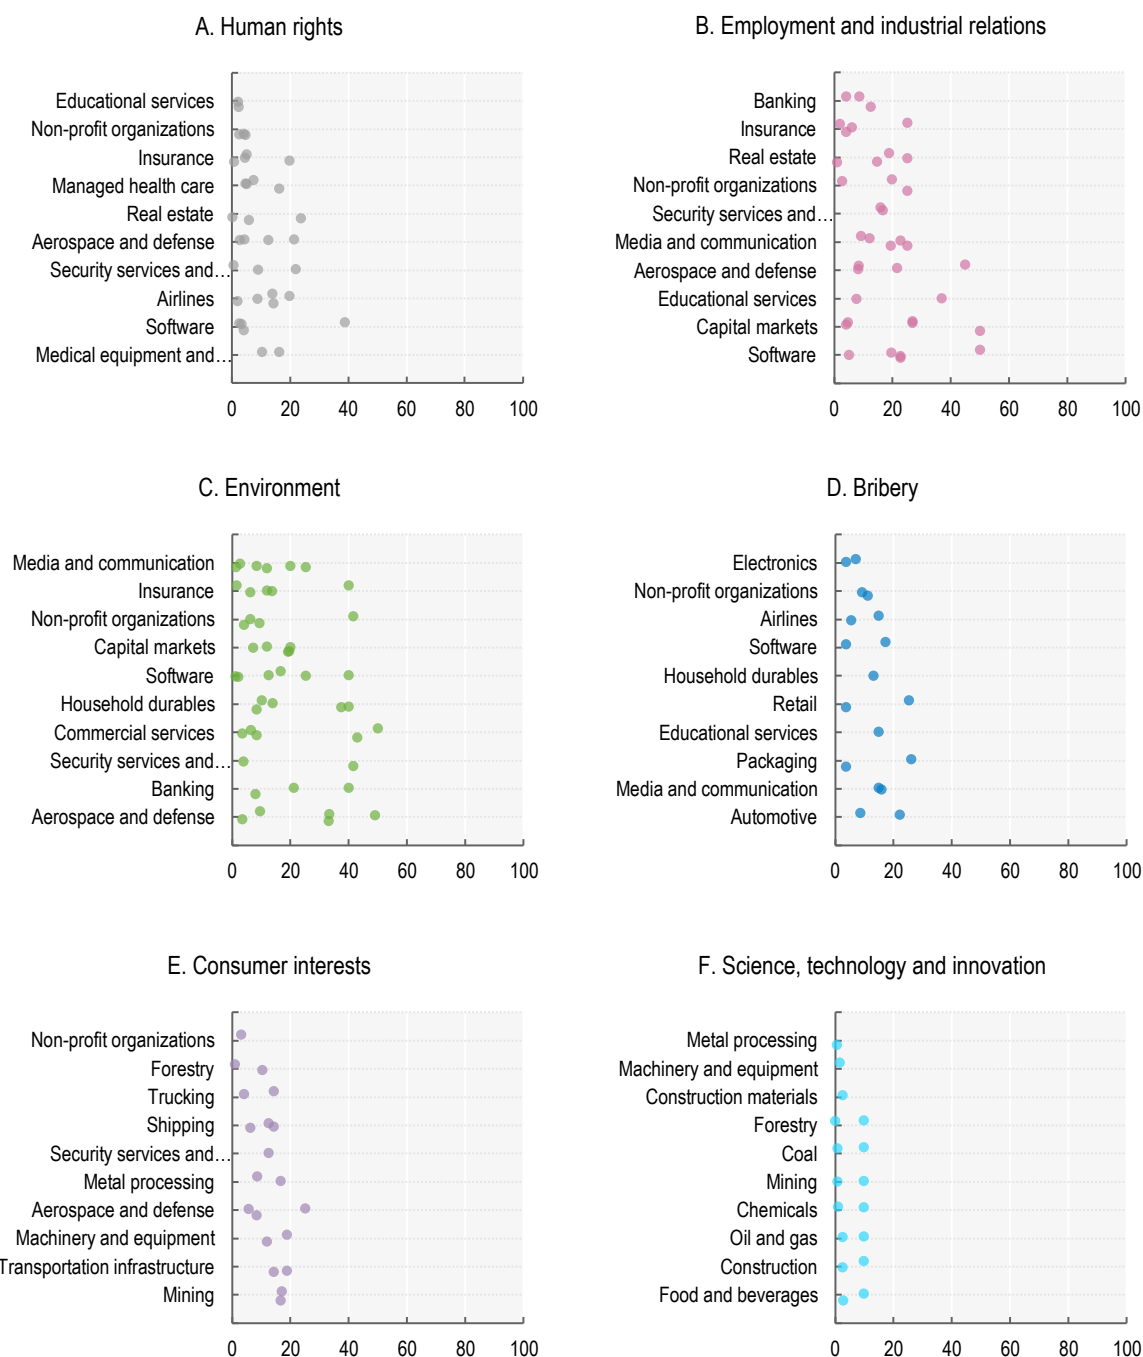 A. Human rights
Educational services
Non-profit organizations
Insurance
Managed health care
Real estate
Aerospace and defense
Security services and…
Airlines
Software
Medical equipment and…
0 20 40 60 80 100
B. Employment and industrial relations
Banking
Insurance
Real estate
Non-profit organizations
Security services and…
Media and communication
Aerospace and defense
Educational services
Capital markets
Software
0 20 40 60 80 100
C. Environment
Media and communication
Insurance
Non-profit organizations
Capital markets
Software
Household durables
Commercial services
Security services and…
Banking
Aerospace and defense
0 20 40 60 80 100
D. Bribery
Electronics
Non-profit organizations
Airlines
Software
Household durables
Retail
Educational services
Packaging
Media and communication
Automotive
0 20 40 60 80 100
E. Consumer interests
Non-profit organizations
Forestry
Trucking
Shipping
Security services and…
Metal processing
Aerospace and defense
Machinery and equipment
Transportation infrastructure
Mining
0 20 40 60 80 100
F. Science, technology and innovation
Metal processing
Machinery and equipment
Construction materials
Forestry
Coal
Mining
Chemicals
Oil and gas
Construction
Food and beverages
0 20 40 60 80 100